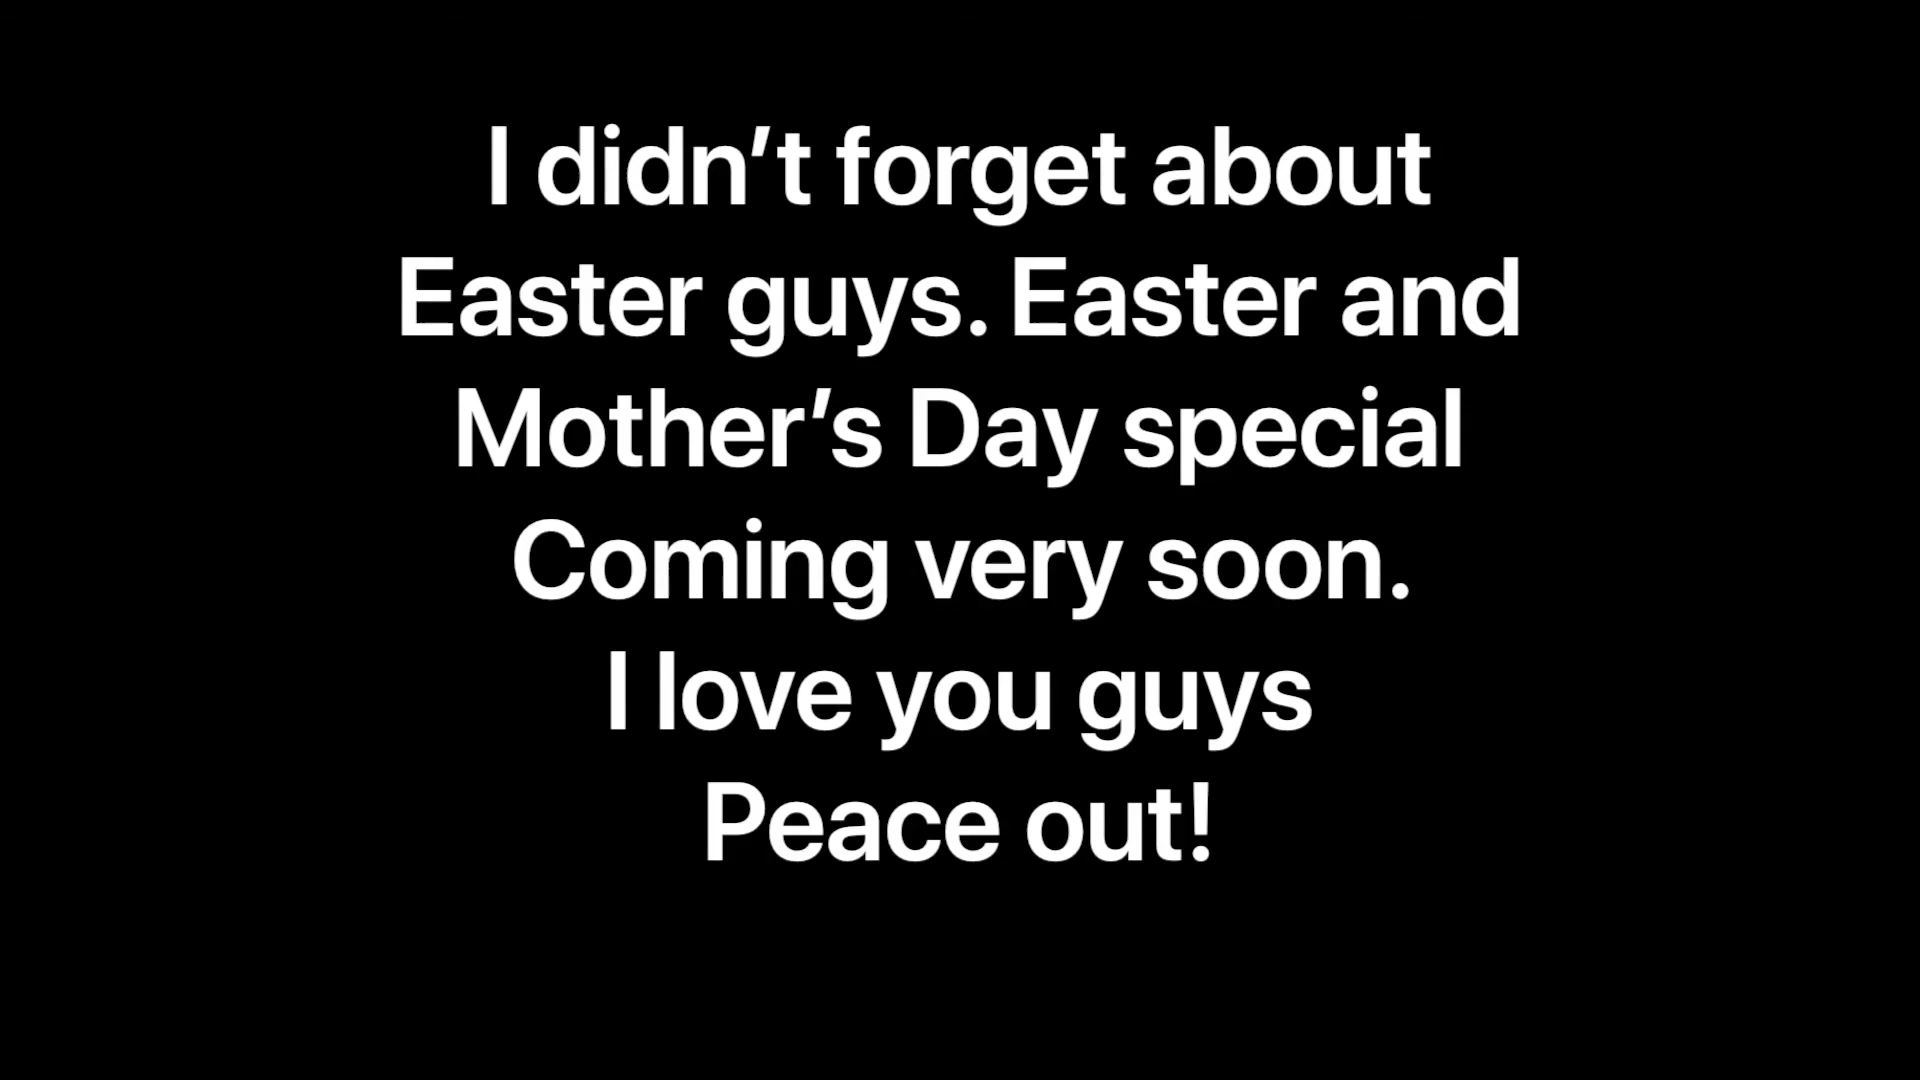 I didn’t forget about
Easter guys. Easter and
Mother’s Day special
Coming very soon.
I love you guys
Peace out!